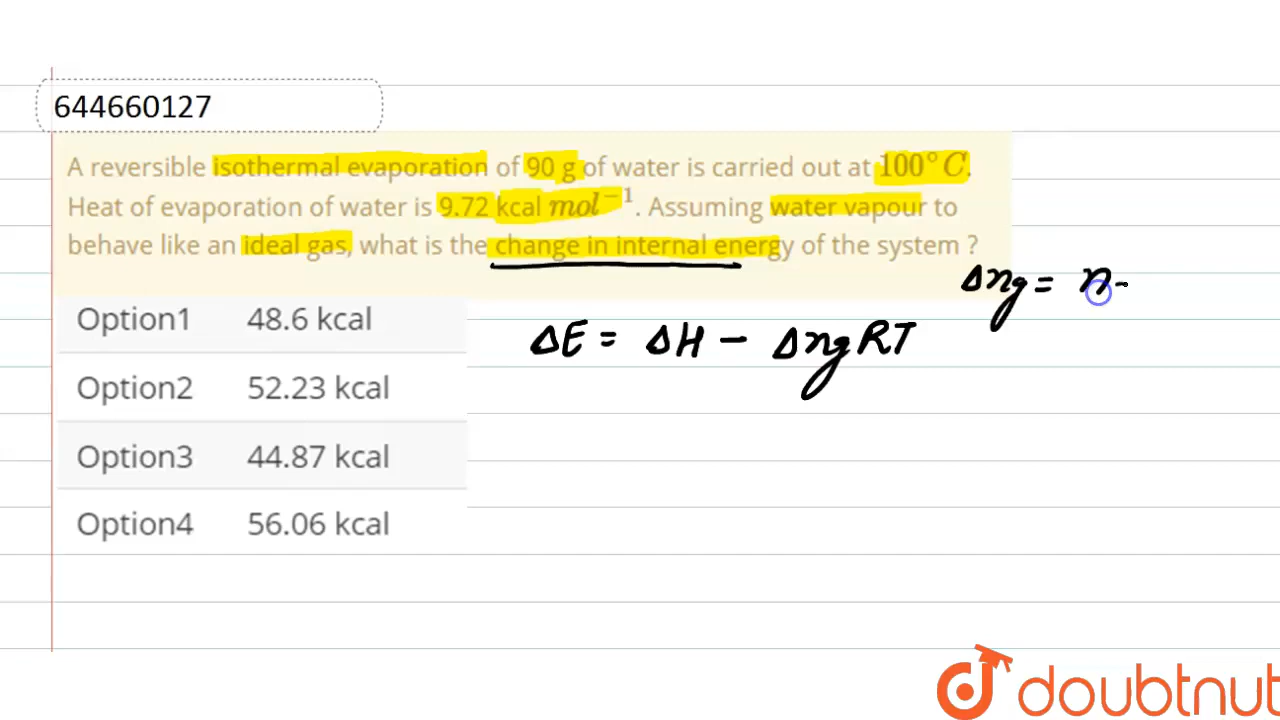 644660127
A reversible isothermal evaporation of 90 g of water is carried out at 100° C.
Heat of evaporation of water is 9.72 kcal mol⁻¹. Assuming water vapour to
behave like an ideal gas, what is the change in internal energy of the system ?
Δng = n-
Option1 48.6 kcal
ΔE = ΔH - Δng RT
Option2 52.23 kcal
Option3 44.87 kcal
Option4 56.06 kcal
doubtnut